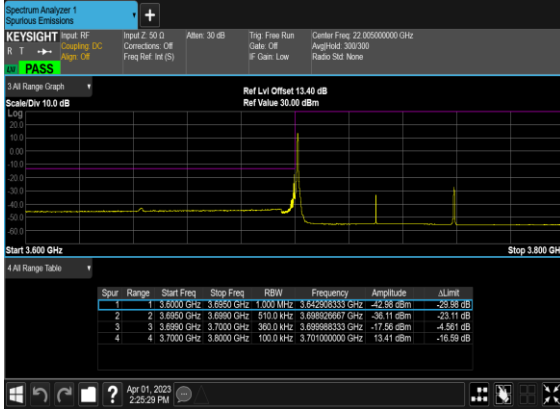 Spectrum Analyzer 1
Spurious Emissions
KEYSIGHT Input: RF Input Z: 50 Ω Atten: 30 dB Trig: Free Run Center Freq: 22.005000000 GHz
R T Coupling: DC Corrections: Off Gate: Off Avg|Hold: 300/300
Align: Off Freq Ref: Int (S) IF Gain: Low Radio Std: None
PASS
3 All Range Graph
Ref Lvl Offset 13.40 dB
Scale/Div 10.0 dB Ref Value 30.00 dBm
Log
20.0
10.0
0.00
-10.0
-20.0
-30.0
-40.0
-50.0
-60.0
Start 3.600 GHz Stop 3.800 GH
4 All Range Table
Spur Range Start Freq Stop Freq RBW Frequency Amplitude ΔLimit
1 1 3.6000 GHz 3.6950 GHz 1.000 MHz 3.642908333 GHz -42.98 dBm -29.98 dB
2 2 3.6950 GHz 3.6990 GHz 510.0 kHz 3.698926667 GHz -36.11 dBm -23.11 dB
3 3 3.6990 GHz 3.7000 GHz 360.0 kHz 3.699988333 GHz -17.56 dBm -4.561 dB
4 4 3.7000 GHz 3.8000 GHz 100.0 kHz 3.701000000 GHz 13.41 dBm -16.59 dB
? Apr 01, 2023
2:25:29 PM